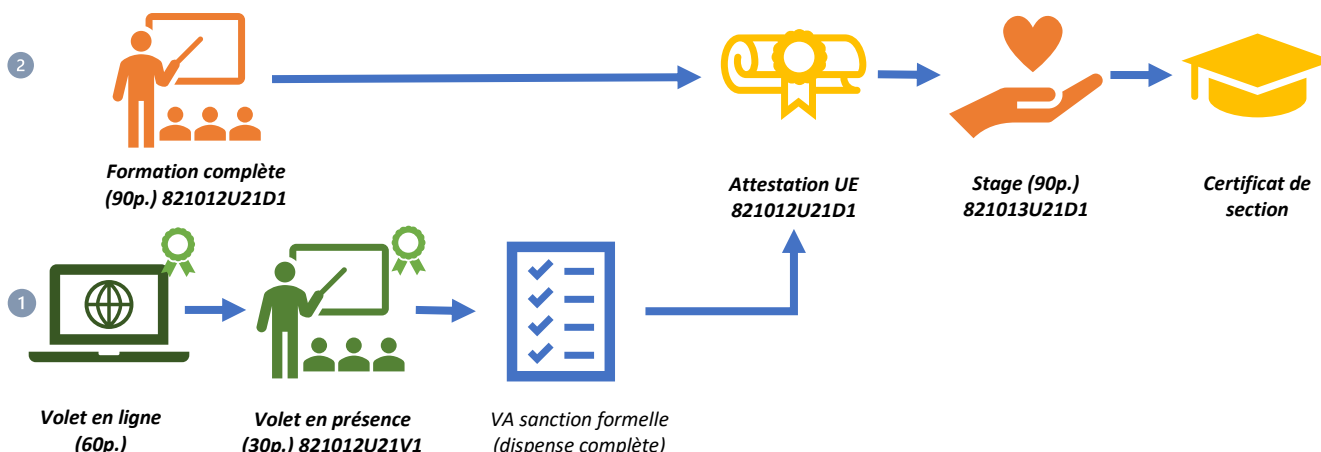 2
Formation complète
(90p.) 821012U21D1
Attestation UE
821012U21D1
Stage (90p.)
821013U21D1
Certificat de
section
1
Volet en ligne
(60p.)
Volet en présence
(30p.) 821012U21V1
VA sanction formelle
(dispense complète)